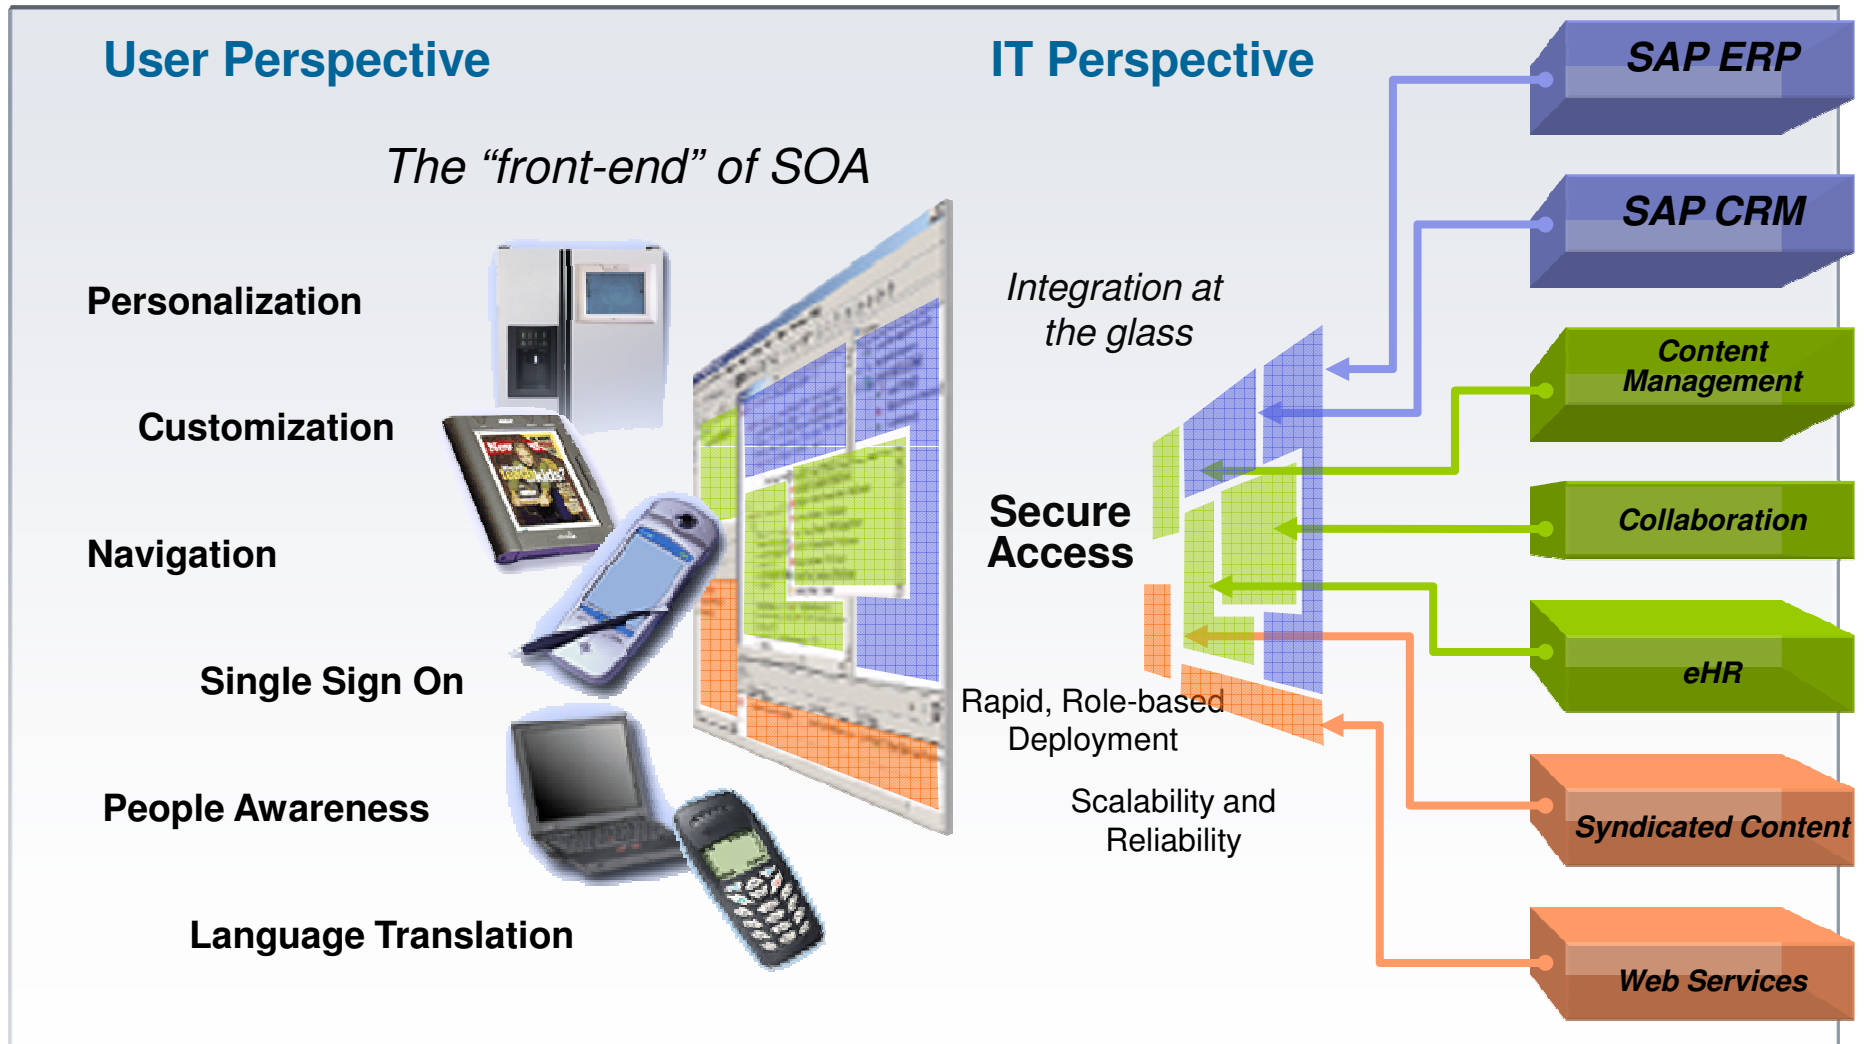 User Perspective
IT Perspective
The “front-end” of SOA
Personalization
Customization
Navigation
Single Sign On
People Awareness
Language Translation
Integration at
the glass
Secure
Access
Rapid, Role-based
Deployment
Scalability and
Reliability
SAP ERP
SAP CRM
Content
Management
Collaboration
eHR
Syndicated Content
Web Services